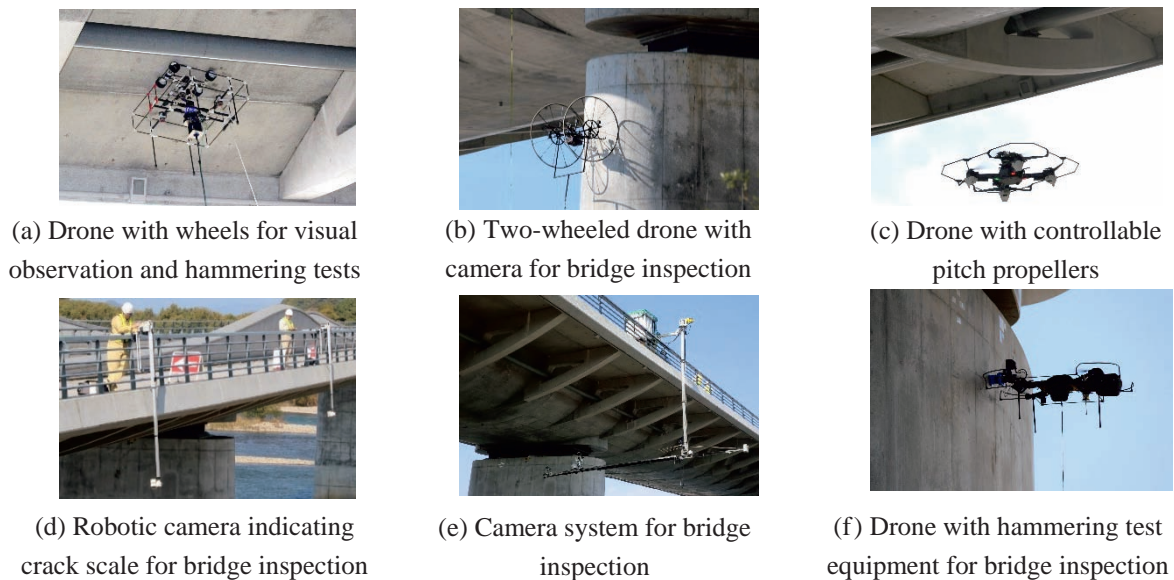 (a) Drone with wheels for visual
observation and hammering tests
(b) Two-wheeled drone with
camera for bridge inspection
(c) Drone with controllable
pitch propellers
(d) Robotic camera indicating
crack scale for bridge inspection
(e) Camera system for bridge
inspection
(f) Drone with hammering test
equipment for bridge inspection